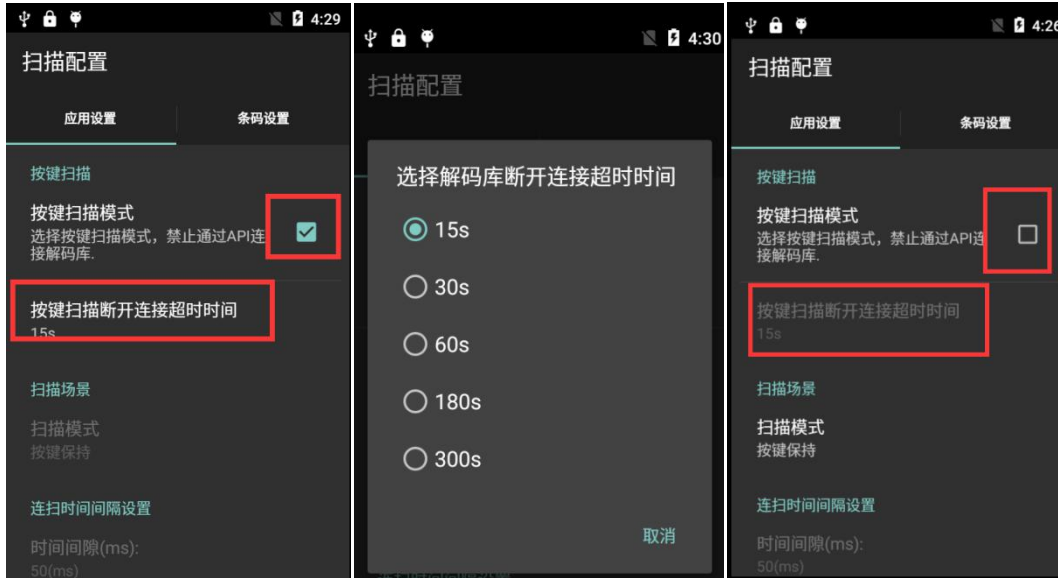 4:29
扫描配置
应用设置
条码设置
按键扫描
按键扫描模式
选择按键扫描模式，禁止通过API连
接解码库.
按键扫描断开连接超时时间
15s
扫描场景
扫描模式
按键保持
连扫时间间隔设置
时间间隙(ms):
50(ms)
4:30
扫描配置
选择解码库断开连接超时时间
15s
30s
60s
180s
300s
取消
4:26
扫描配置
应用设置
条码设置
按键扫描
按键扫描模式
选择按键扫描模式，禁止通过API连
接解码库.
按键扫描断开连接超时时间
15s
扫描场景
扫描模式
按键保持
连扫时间间隔设置
时间间隙(ms):
50(ms)